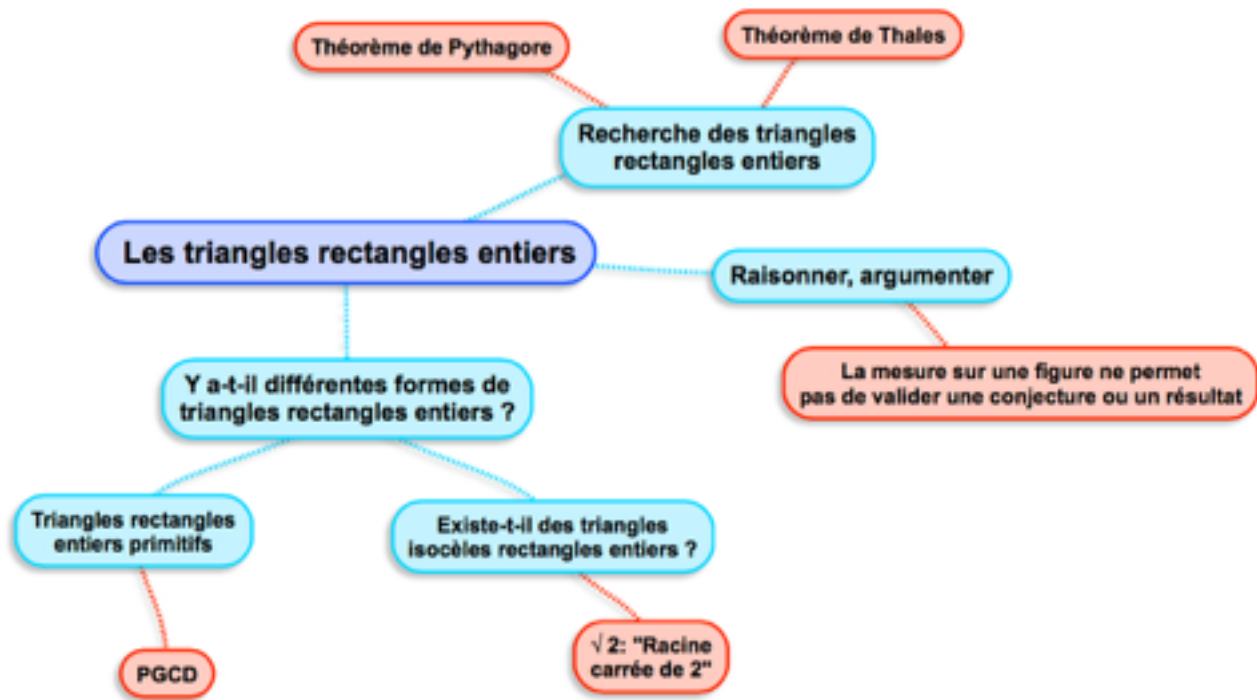 Théorème de Pythagore
Théorème de Thales
Recherche des triangles
rectangles entiers
Les triangles rectangles entiers
Raisonner, argumenter
La mesure sur une figure ne permet
pas de valider une conjecture ou un résultat
Y a-t-il différentes formes de
triangles rectangles entiers ?
Triangles rectangles
entiers primitifs
Existe-t-il des triangles
isocèles rectangles entiers ?
PGCD
√ 2: "Racine
carrée de 2"